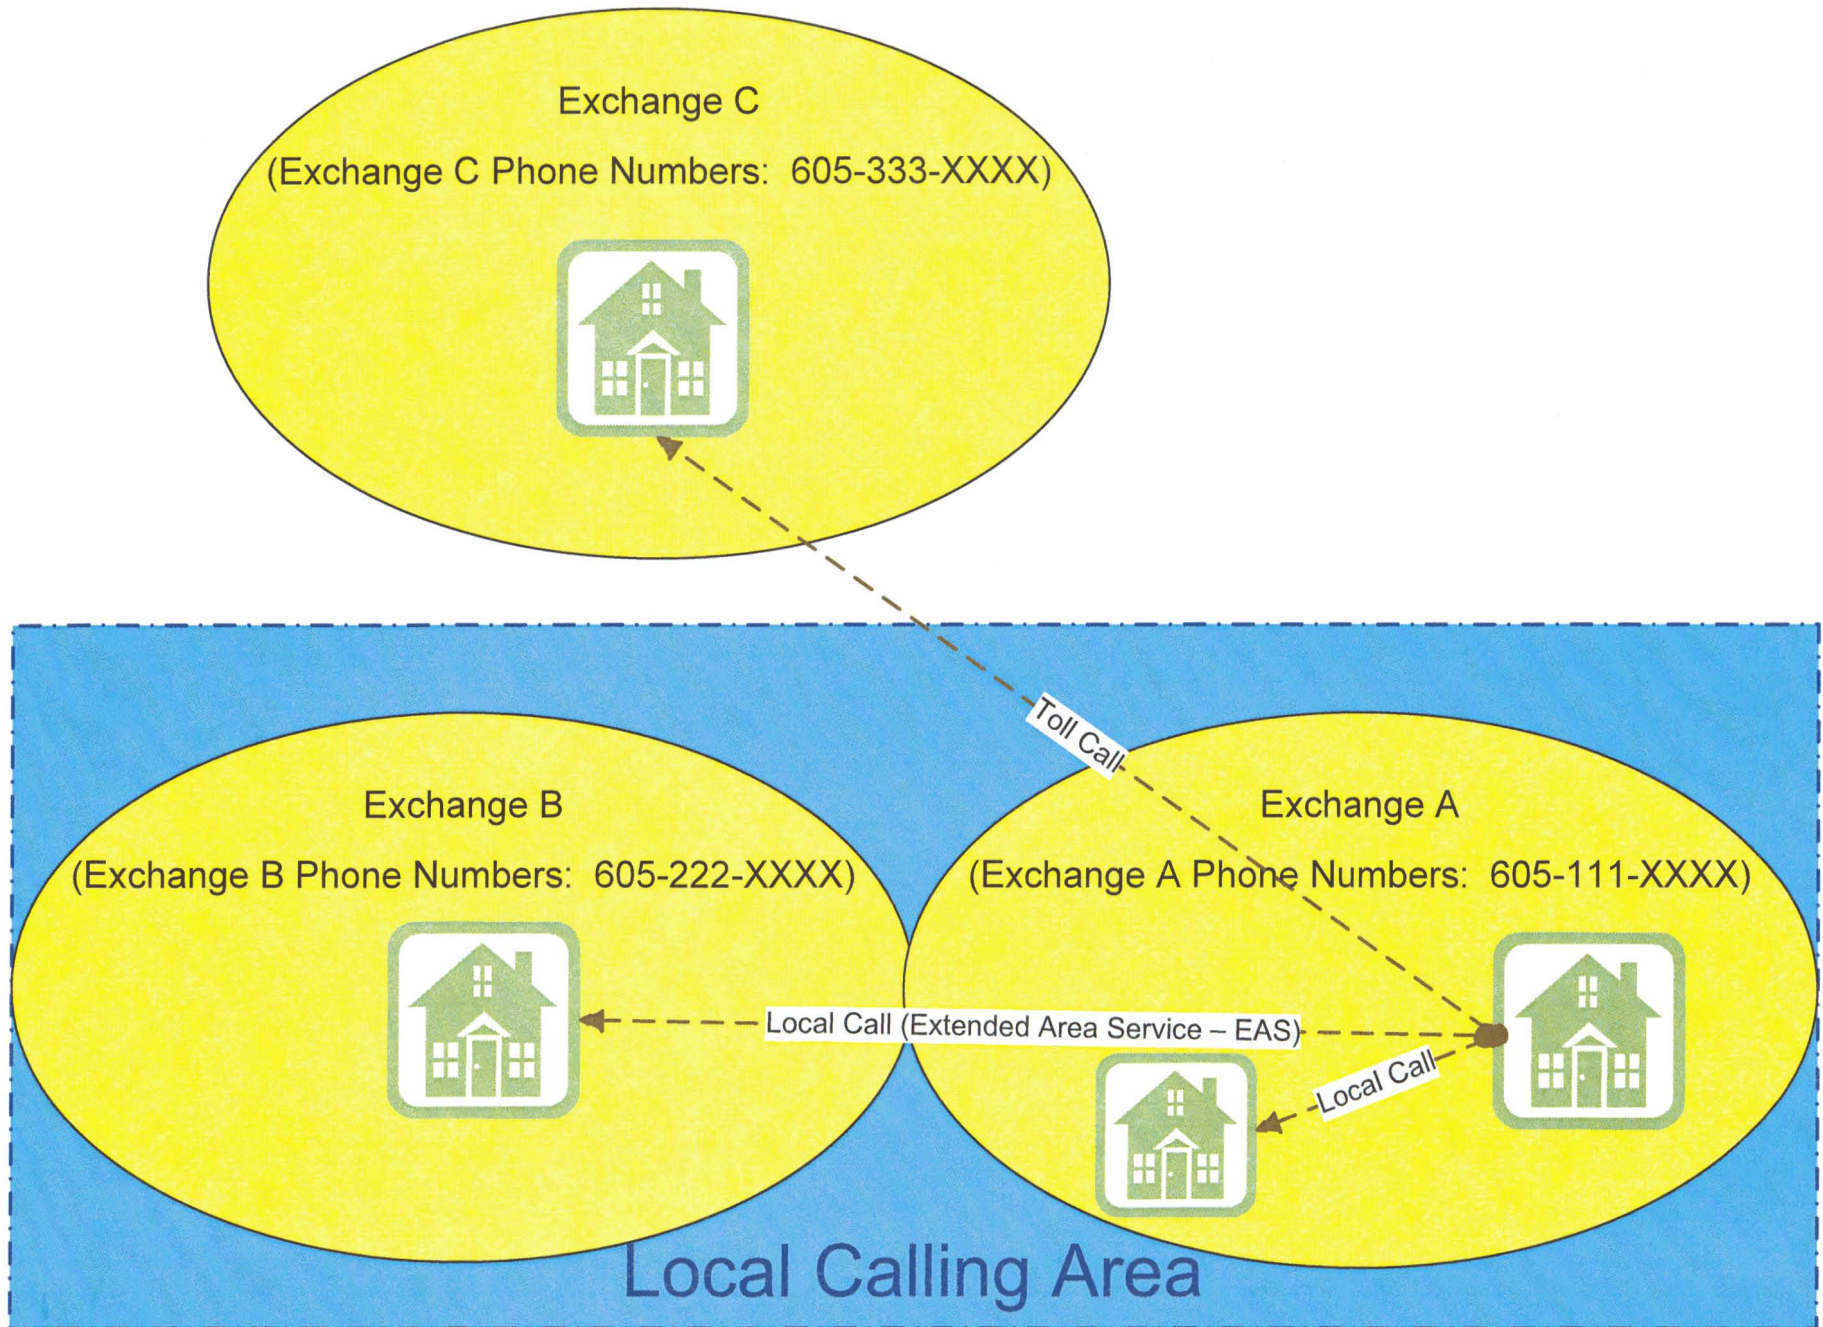 Exchange C
(Exchange C Phone Numbers: 605-333-XXXX)
Toll Call
Exchange B
(Exchange B Phone Numbers: 605-222-XXXX)
Exchange A
(Exchange A Phone Numbers: 605-111-XXXX)
Local Call (Extended Area Service – EAS)
Local Call
Local Calling Area